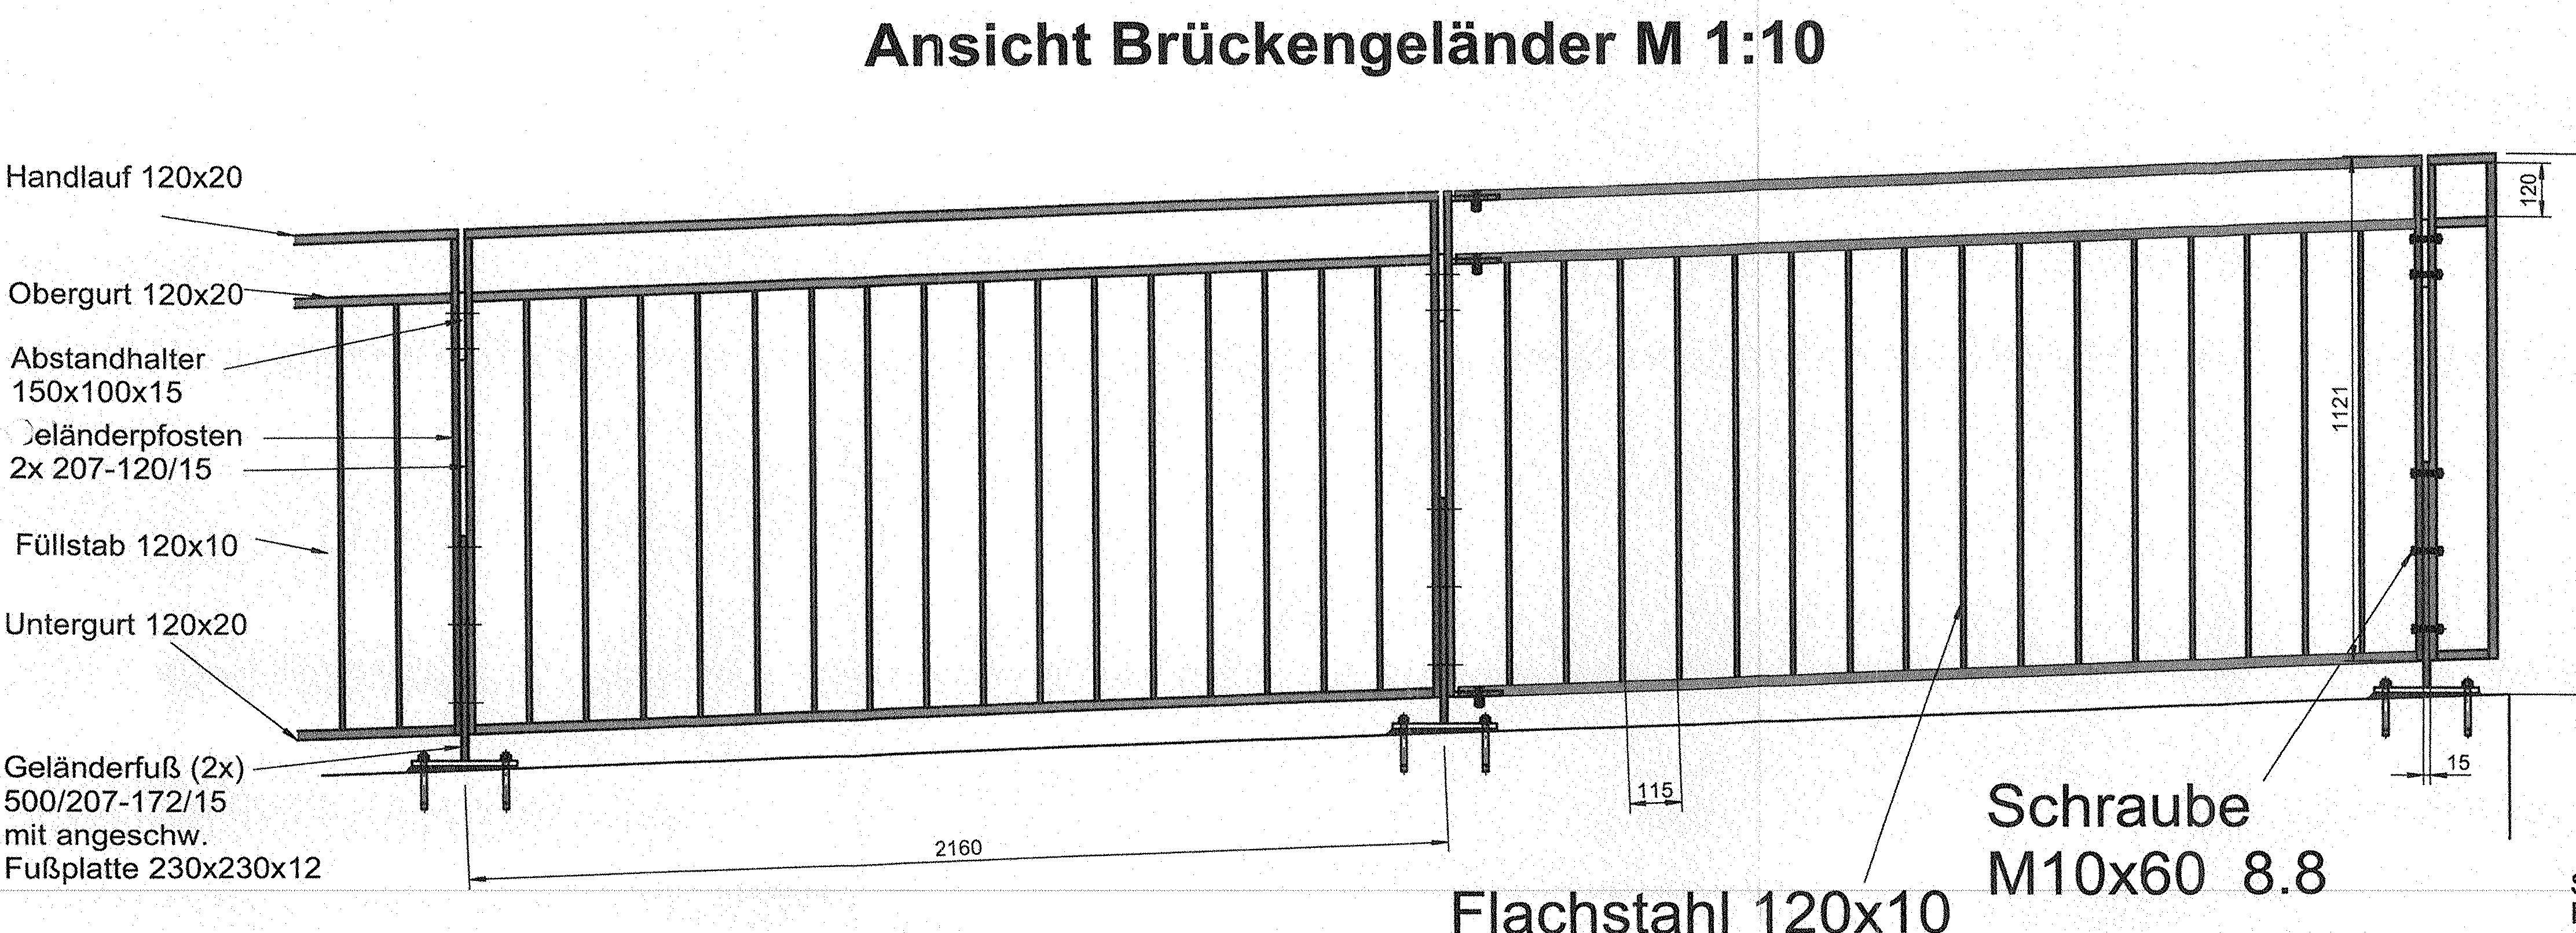 Ansicht Brückengeländer M 1:10
Handlauf 120x20
Obergurt 120x20
Abstandhalter
150x100x15
eländerpfosten
2x 207-120/15
Füllstab 120x10
Untergurt 120x20
Geländerfuß (2x)
500/207-172/15
mit angeschw.
Fußplatte 230x230x12
2160
115
1121
120
15
Schraube
M10x60 8.8
Flachstahl 120x10